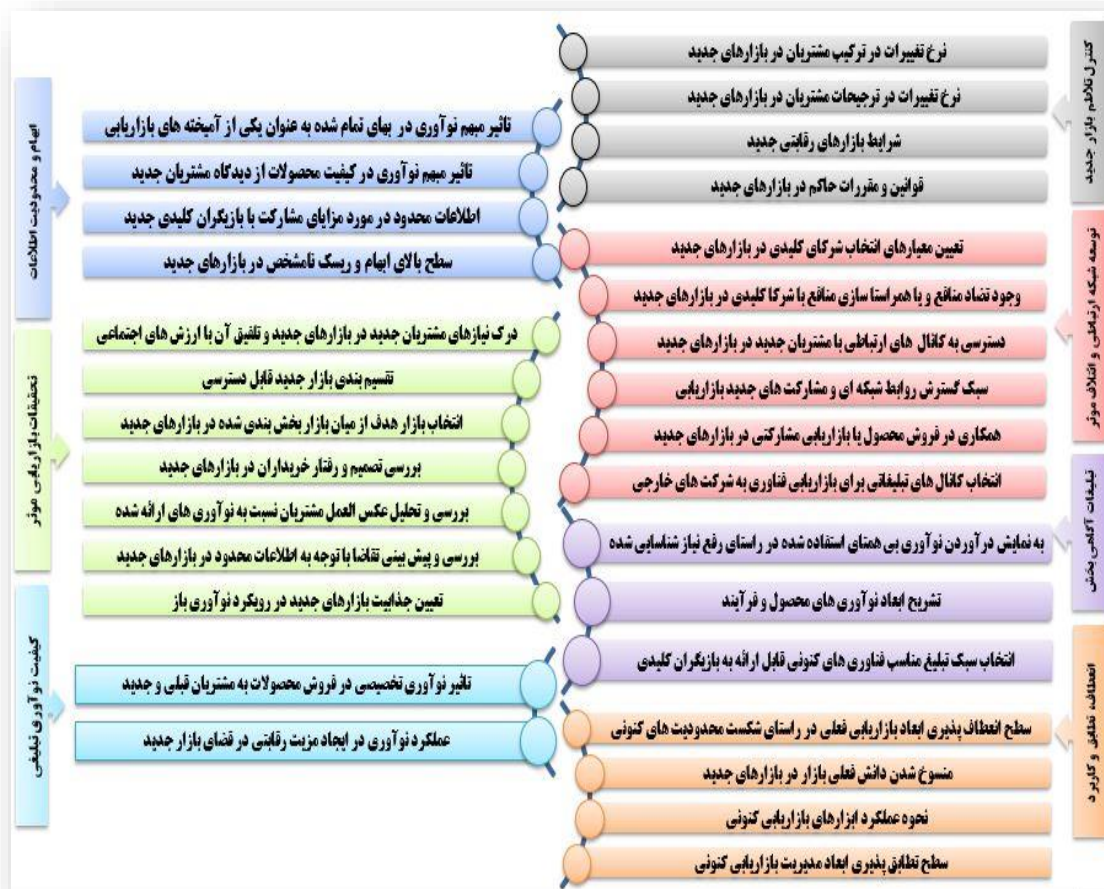 کنترل تلاطم بازار جدید
نرخ تغییرات در ترکیب مشتریان در بازارهای جدید
نرخ تغییرات در ترجیحات مشتریان در بازارهای جدید
شرایط بازارهای رقابتی جدید
قوانین و مقررات حاکم در بازارهای جدید
توسعه شبکه ارتباطی و ائتلاف موثر
تعیین معیارهای انتخاب شرکای کلیدی در بازارهای جدید
وجود تضاد منافع و یا همراستا سازی منافع با شرکا کلیدی در بازارهای جدید
دسترسی به کانال های ارتباطی با مشتریان جدید در بازارهای جدید
سبک گسترش روابط شبکه ای و مشارکت های جدید بازاریابی
همکاری در فروش محصول یا بازاریابی مشارکتی در بازارهای جدید
انتخاب کانال های تبلیغاتی برای بازاریابی فناوری به شرکت های خارجی
تبلیغات آگاهی بخش
به نمایش درآوردن نوآوری بی همتای استفاده شده در راستای رفع نیاز شناسایی شده
تشریح ابعاد نوآوری های محصول و فرآیند
انتخاب سبک تبلیغ مناسب فناوری های کنونی قابل ارائه به بازیگران کلیدی
انعطاف، تطابق و کاربرد
سطح انعطاف پذیری ابعاد بازاریابی فعلی در راستای شکست محدودیت های کنونی
منسوخ شدن دانش فعلی بازار در بازارهای جدید
نحوه عملکرد ابزارهای بازاریابی کنونی
سطح تطابق پذیری ابعاد مدیریت بازاریابی کنونی
ابهام و محدودیت اطلاعات
تاثیر مبهم نوآوری در بهای تمام شده به عنوان یکی از آمیخته های بازاریابی
تاثیر مبهم نوآوری در کیفیت محصولات از دیدگاه مشتریان جدید
اطلاعات محدود در مورد مزایای مشارکت با بازیگران کلیدی جدید
سطح بالای ابهام و ریسک نامشخص در بازارهای جدید
تحقیقات بازاریابی موثر
درک نیازهای مشتریان جدید در بازارهای جدید و تلفیق آن با ارزش های اجتماعی
تقسیم بندی بازار جدید قابل دسترسی
انتخاب بازار هدف از میان بازار بخش بندی شده در بازارهای جدید
بررسی تصمیم و رفتار خریداران در بازارهای جدید
بررسی و تحلیل عکس العمل مشتریان نسبت به نوآوری های ارائه شده
بررسی و پیش بینی تقاضا با توجه به اطلاعات محدود در بازارهای جدید
تعیین جذابیت بازارهای جدید در رویکرد نوآوری باز
کیفیت نوآوری تبلیغی
تاثیر نوآوری تخصیصی در فروش محصولات به مشتریان قبلی و جدید
عملکرد نوآوری در ایجاد مزیت رقابتی در فضای بازار جدید